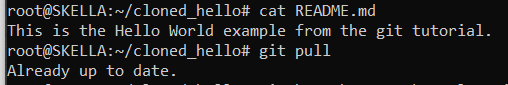 root@SKELLA:~/cloned_hello# cat README.md
This is the Hello World example from the git tutorial.
root@SKELLA:~/cloned_hello# git pull
Already up to date.